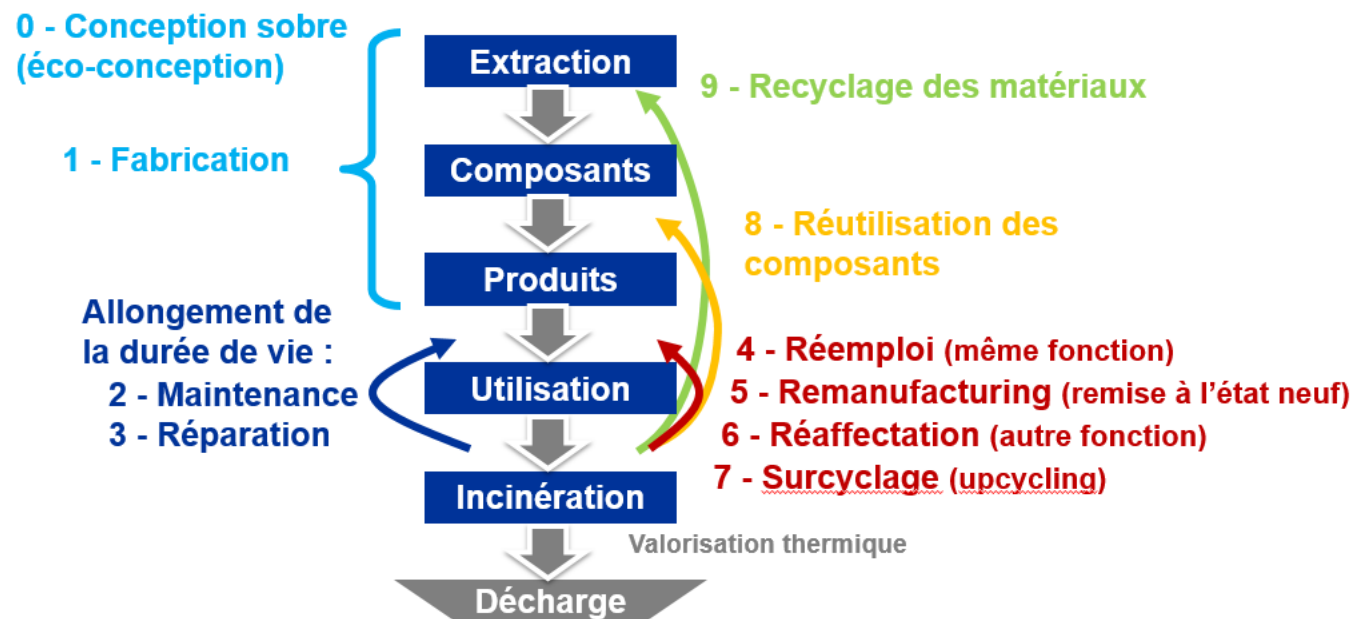 0 - Conception sobre
(éco-conception)
1 - Fabrication
Extraction
Composants
Produits
Utilisation
Incinération
Valorisation thermique
Décharge
Allongement de
la durée de vie :
2 - Maintenance
3 - Réparation
9 - Recyclage des matériaux
8 - Réutilisation des
composants
4 - Réemploi (même fonction)
5 - Remanufacturing (remise à l'état neuf)
6 - Réaffectation (autre fonction)
7 - Surcyclage (upcycling)